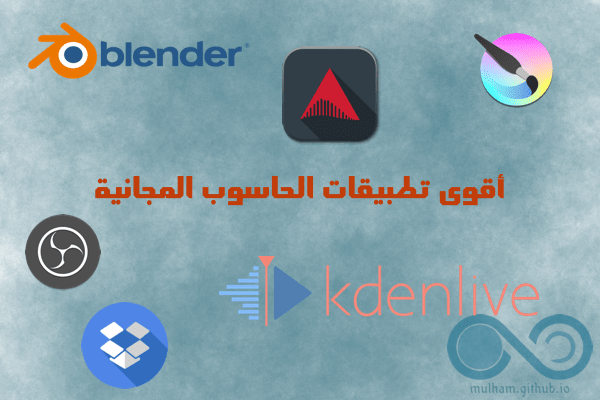 blender®
أقوى تطبيقات الحاسوب المجانية
kdenlive
mulham.github.io